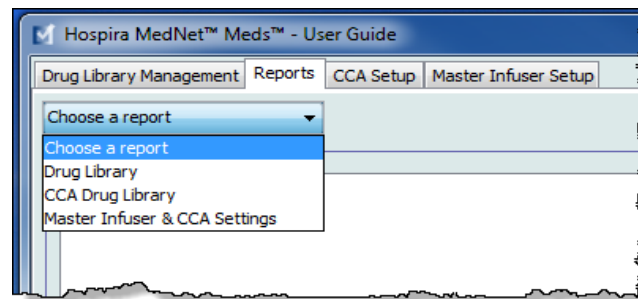 Hospira MedNet™ Meds™ - User Guide
Drug Library Management Reports CCA Setup Master Infuser Setup
Choose a report
Choose a report
Drug Library
CCA Drug Library
Master Infuser & CCA Settings